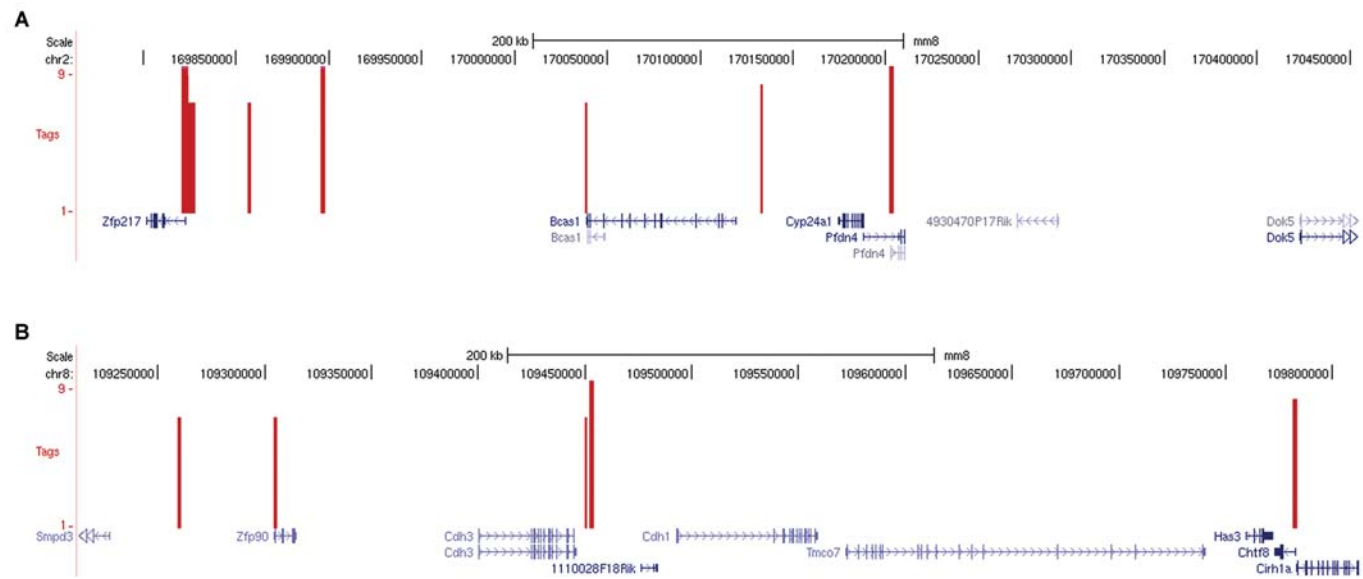 A
Scale 200 kb mm8
chr2: 169850000 169900000 169950000 170000000 170050000 170100000 170150000 170200000 170250000 170300000 170350000 170400000 170450000
9
Tags
1
Zfp217 Bcas1 Cyp24a1 4930470P17Rik Dok5
Bcas1 Pfdn4 Dok5
Pfdn4
B
Scale 200 kb mm8
chr8: 109250000 109300000 109350000 109400000 109450000 109500000 109550000 109600000 109650000 109700000 109750000 109800000
9
Tags
1
Smpd3 Zfp90 Cdh3 Cdh1 Has3
Cdh3 Tmco7 Chtf8
1110028F18Rik Cirh1a